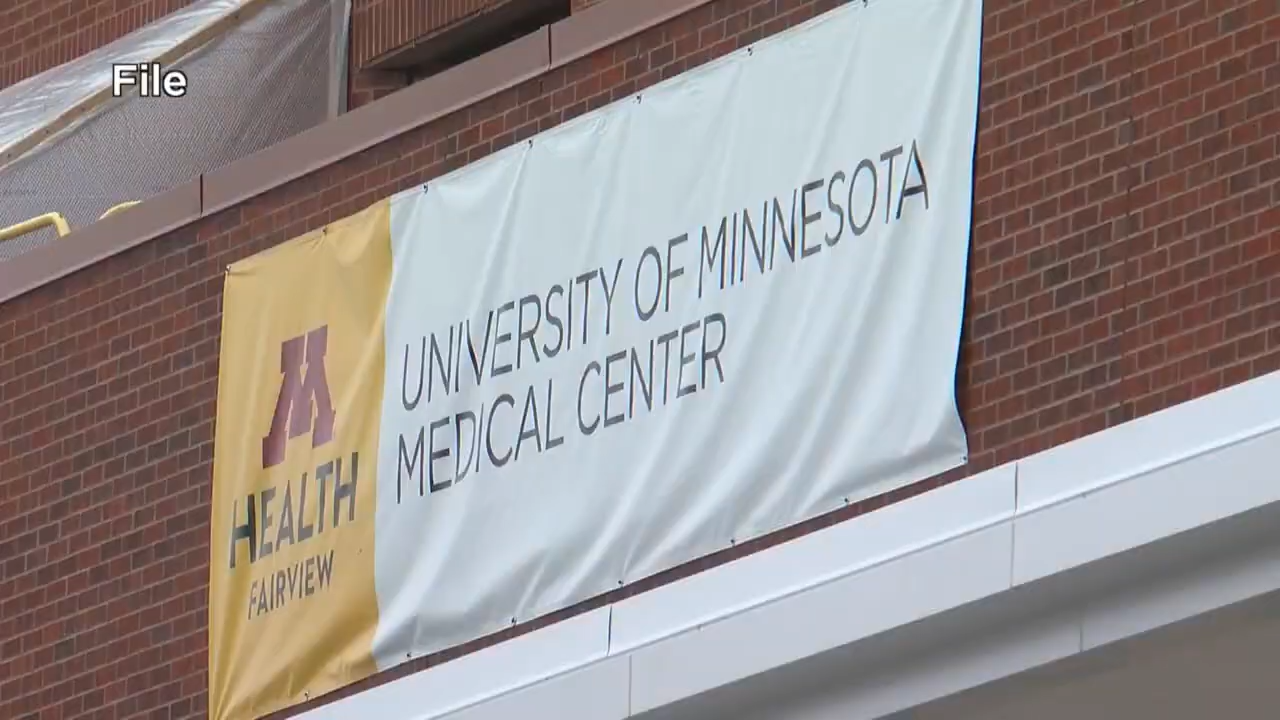 File
UNIVERSITY OF MINNESOTA
MEDICAL CENTER
M
HEALTH
FAIRVIEW